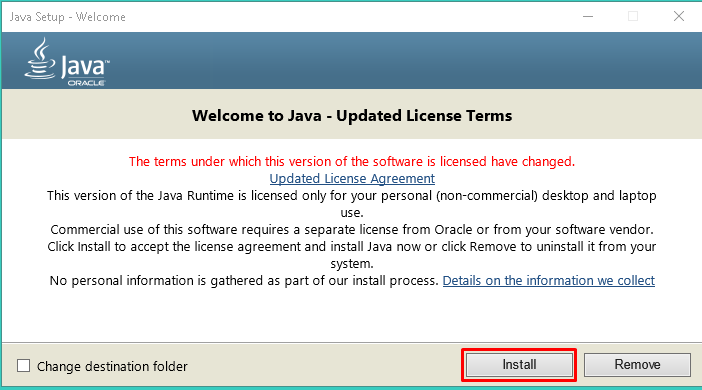 Java Setup - Welcome
Java™
ORACLE
Welcome to Java - Updated License Terms
The terms under which this version of the software is licensed have changed.
Updated License Agreement
This version of the Java Runtime is licensed only for your personal (non-commercial) desktop and laptop
use.
Commercial use of this software requires a separate license from Oracle or from your software vendor.
Click Install to accept the license agreement and install Java now or click Remove to uninstall it from your
system.
No personal information is gathered as part of our install process. Details on the information we collect
Change destination folder
Install
Remove